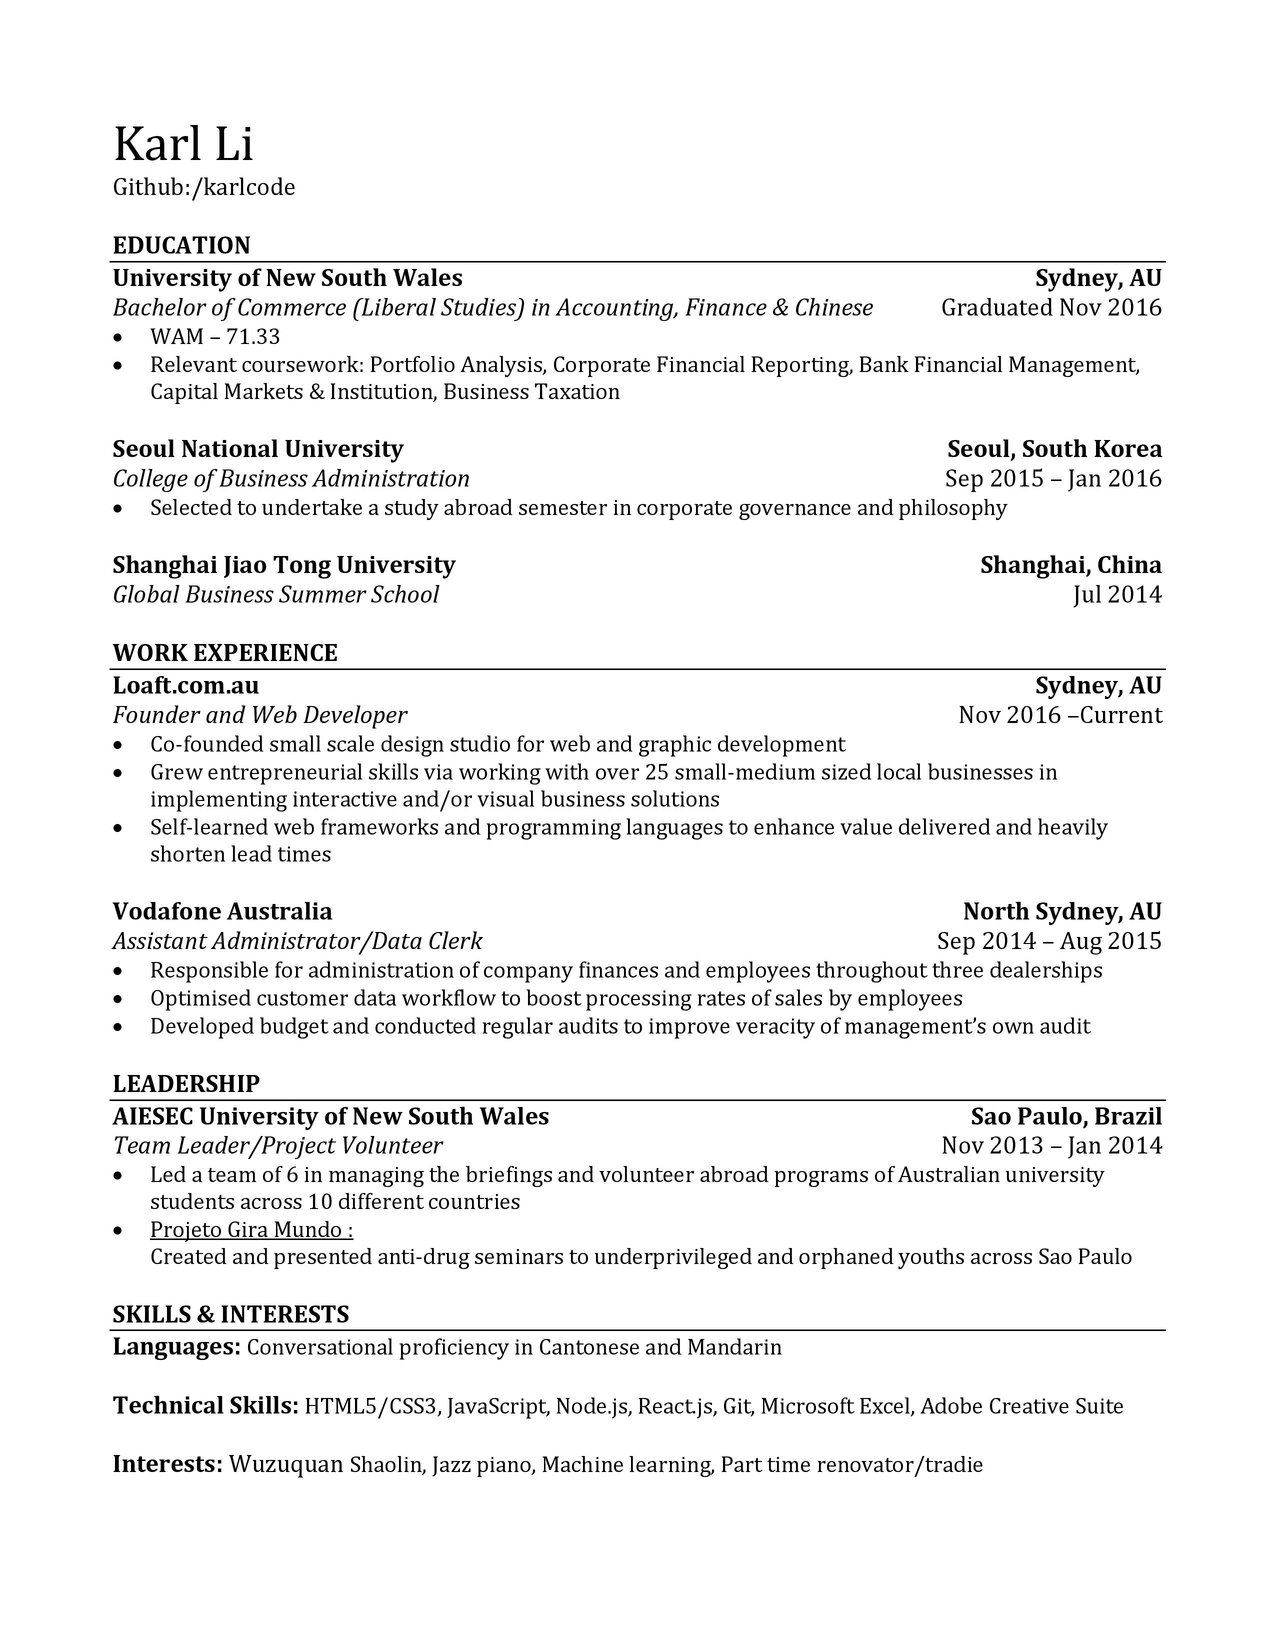 Karl Li
Github:/karlcode
EDUCATION
University of New South Wales Sydney, AU
Bachelor of Commerce (Liberal Studies) in Accounting, Finance & Chinese Graduated Nov 2016
• WAM – 71.33
• Relevant coursework: Portfolio Analysis, Corporate Financial Reporting, Bank Financial Management,
Capital Markets & Institution, Business Taxation
Seoul National University Seoul, South Korea
College of Business Administration Sep 2015 – Jan 2016
• Selected to undertake a study abroad semester in corporate governance and philosophy
Shanghai Jiao Tong University Shanghai, China
Global Business Summer School Jul 2014
WORK EXPERIENCE
Loaft.com.au Sydney, AU
Founder and Web Developer Nov 2016 –Current
• Co-founded small scale design studio for web and graphic development
• Grew entrepreneurial skills via working with over 25 small-medium sized local businesses in
implementing interactive and/or visual business solutions
• Self-learned web frameworks and programming languages to enhance value delivered and heavily
shorten lead times
Vodafone Australia North Sydney, AU
Assistant Administrator/Data Clerk Sep 2014 – Aug 2015
• Responsible for administration of company finances and employees throughout three dealerships
• Optimised customer data workflow to boost processing rates of sales by employees
• Developed budget and conducted regular audits to improve veracity of management’s own audit
LEADERSHIP
AIESEC University of New South Wales Sao Paulo, Brazil
Team Leader/Project Volunteer Nov 2013 – Jan 2014
• Led a team of 6 in managing the briefings and volunteer abroad programs of Australian university
students across 10 different countries
• Projeto Gira Mundo :
Created and presented anti-drug seminars to underprivileged and orphaned youths across Sao Paulo
SKILLS & INTERESTS
Languages: Conversational proficiency in Cantonese and Mandarin
Technical Skills: HTML5/CSS3, JavaScript, Node.js, React.js, Git, Microsoft Excel, Adobe Creative Suite
Interests: Wuzuquan Shaolin, Jazz piano, Machine learning, Part time renovator/tradie